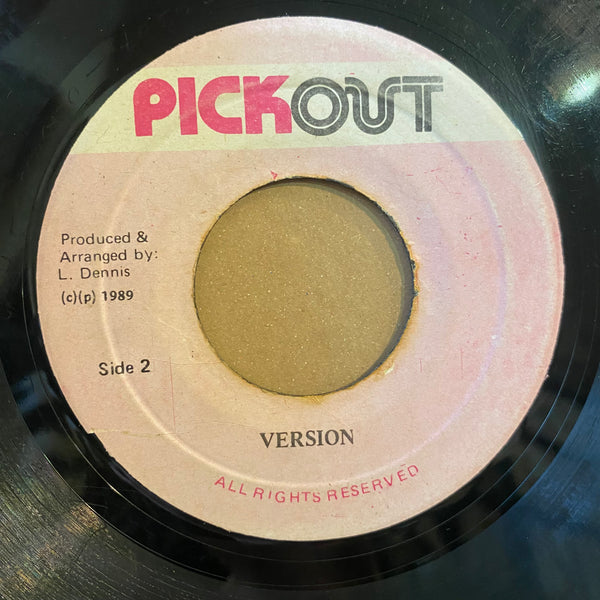 PICKOUT
Produced &
Arranged by:
L. Dennis
(c)(p) 1989
Side 2
VERSION
ALL RIGHTS RESERVED